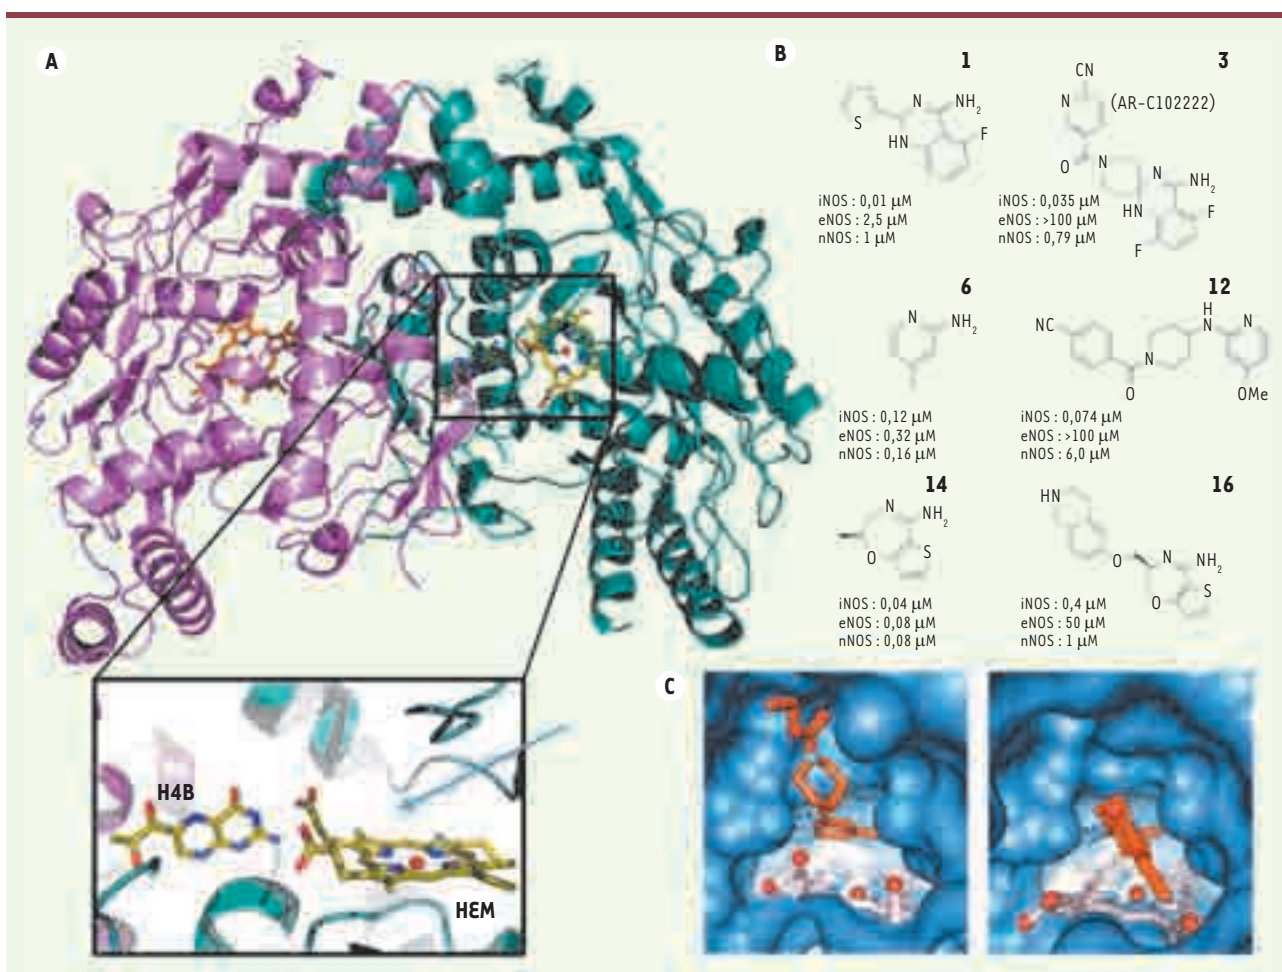 A
B
1
N
NH2
S
HN
F
iNOS : 0,01 µM
eNOS : 2,5 µM
nNOS : 1 µM
3
CN
N
(AR-C102222)
O
N
N
NH2
HN
F
F
iNOS : 0,035 µM
eNOS : >100 µM
nNOS : 0,79 µM
6
N
NH2
iNOS : 0,12 µM
eNOS : 0,32 µM
nNOS : 0,16 µM
12
NC
H
N
N
N
O
OMe
iNOS : 0,074 µM
eNOS : >100 µM
nNOS : 6,0 µM
14
N
NH2
O
S
iNOS : 0,04 µM
eNOS : 0,08 µM
nNOS : 0,08 µM
16
HN
O
N
NH2
S
O
iNOS : 0,4 µM
eNOS : 50 µM
nNOS : 1 µM
H4B
HEM
C